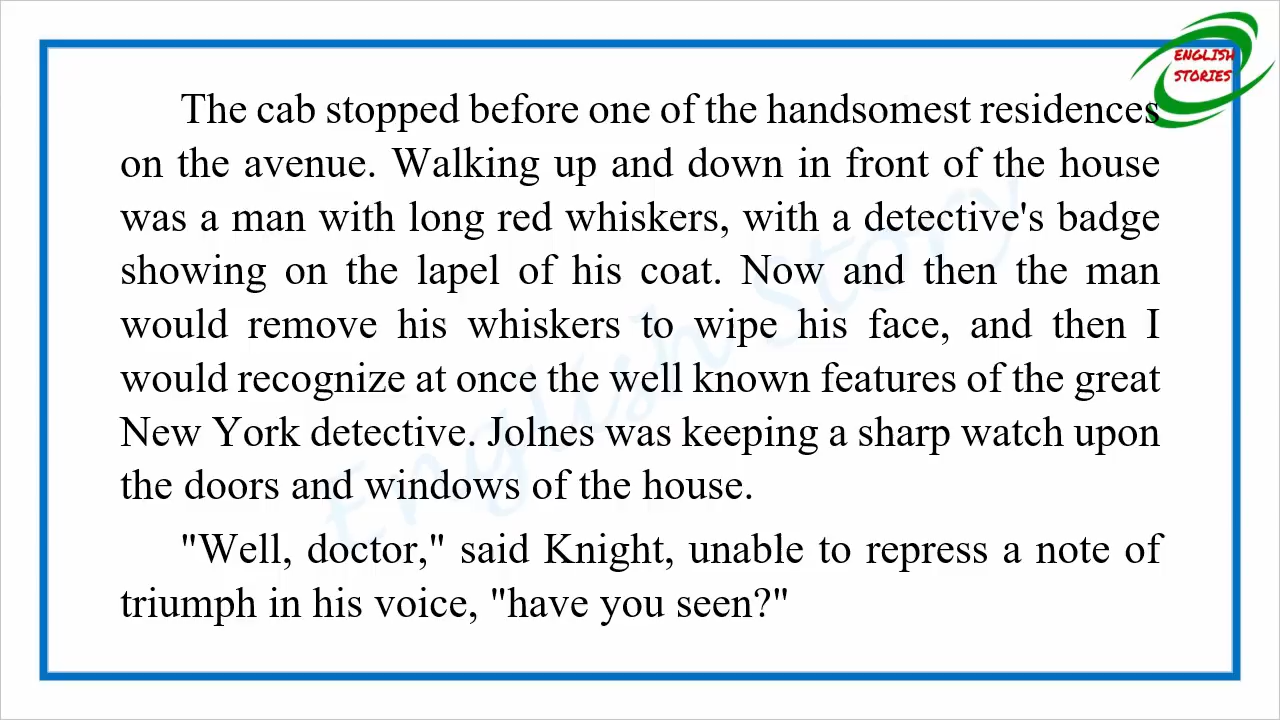 ENGLISH
STORIES
The cab stopped before one of the handsomest residences
on the avenue. Walking up and down in front of the house
was a man with long red whiskers, with a detective's badge
showing on the lapel of his coat. Now and then the man
would remove his whiskers to wipe his face, and then I
would recognize at once the well known features of the great
New York detective. Jolnes was keeping a sharp watch upon
the doors and windows of the house.
"Well, doctor," said Knight, unable to repress a note of
triumph in his voice, "have you seen?"
English Story